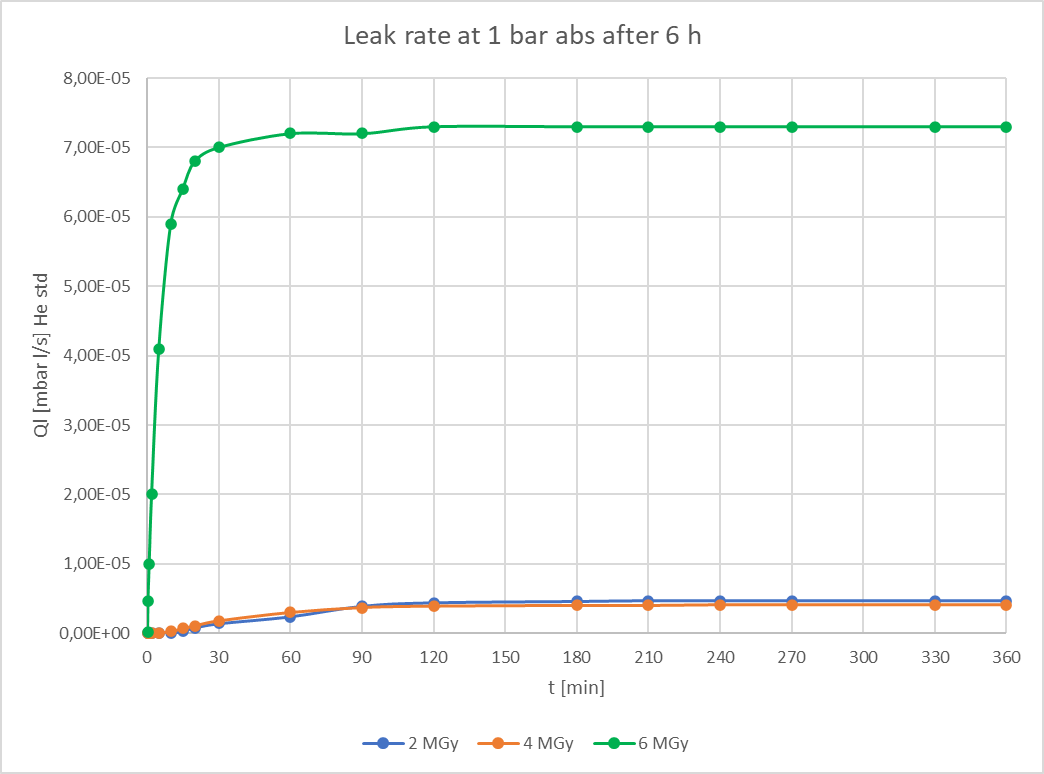 Leak rate at 1 bar abs after 6 h
8,00E-05
7,00E-05
6,00E-05
5,00E-05
4,00E-05
3,00E-05
2,00E-05
1,00E-05
0,00E+00
Ql [mbar l/s] He std
0 30 60 90 120 150 180 210 240 270 300 330 360
t [min]
2 MGy 4 MGy 6 MGy